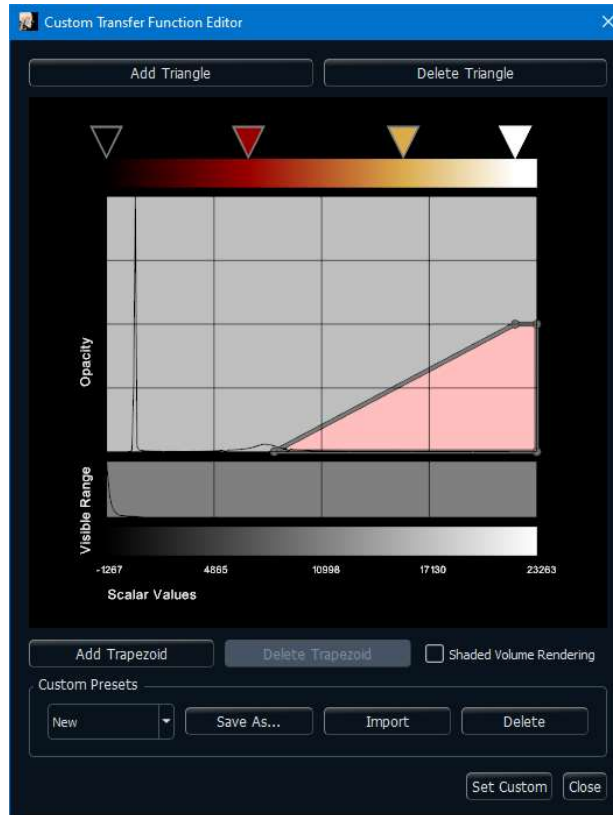 Custom Transfer Function Editor
Add Triangle Delete Triangle
Opacity
Visible Range
-1267 4865 10998 17130 23263
Scalar Values
Add Trapezoid Delete Trapezoid Shaded Volume Rendering
Custom Presets
New Save As... Import Delete
Set Custom Close